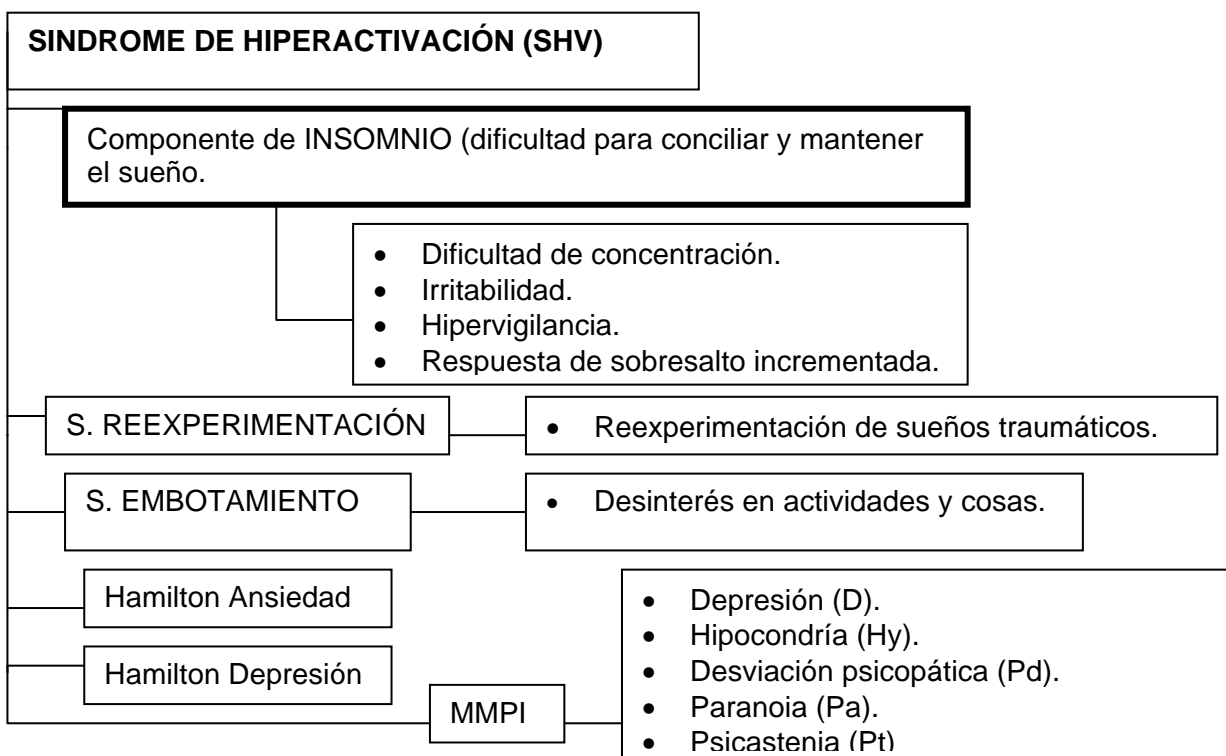 SINDROME DE HIPERACTIVACIÓN (SHV)
Componente de INSOMNIO (dificultad para conciliar y mantener
el sueño.
• Dificultad de concentración.
• Irritabilidad.
• Hipervigilancia.
• Respuesta de sobresalto incrementada.
S. REEXPERIMENTACIÓN
• Reexperimentación de sueños traumáticos.
S. EMBOTAMIENTO
• Desinterés en actividades y cosas.
Hamilton Ansiedad
Hamilton Depresión
MMPI
• Depresión (D).
• Hipocondría (Hy).
• Desviación psicopática (Pd).
• Paranoia (Pa).
• Psicastenia (Pt)